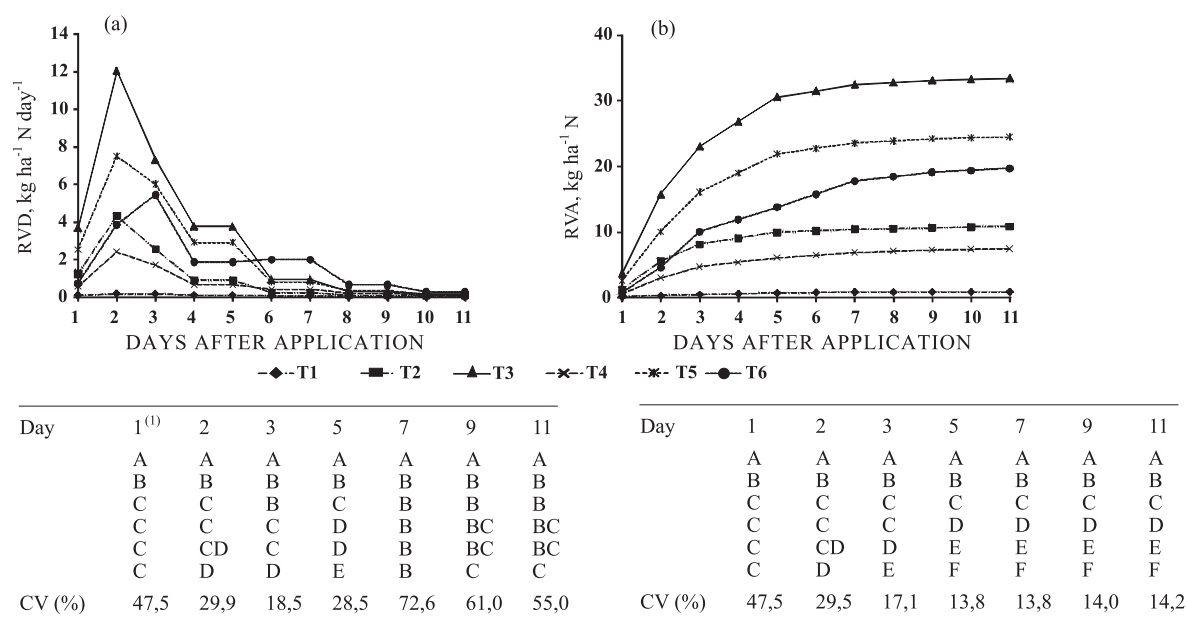 (a)
14
12
10
8
6
4
2
0
RVD, kg ha⁻¹ N day⁻¹
1 2 3 4 5 6 7 8 9 10 11
DAYS AFTER APPLICATION
(b)
40
30
20
10
0
RVA, kg ha⁻¹ N
1 2 3 4 5 6 7 8 9 10 11
DAYS AFTER APPLICATION
T1 T2 T3 T4 T5 T6
Day 1⁽¹⁾ 2 3 5 7 9 11
A A A A A A A
B B B B B B B
C C B C B B B
C C C D B BC BC
C CD C D B BC BC
C D D E B C C
CV (%) 47,5 29,9 18,5 28,5 72,6 61,0 55,0
Day 1 2 3 5 7 9 11
A A A A A A A
B B B B B B B
C C C C C C C
C C C D D D D
C CD D E E E E
C D E F F F F
CV (%) 47,5 29,5 17,1 13,8 13,8 14,0 14,2